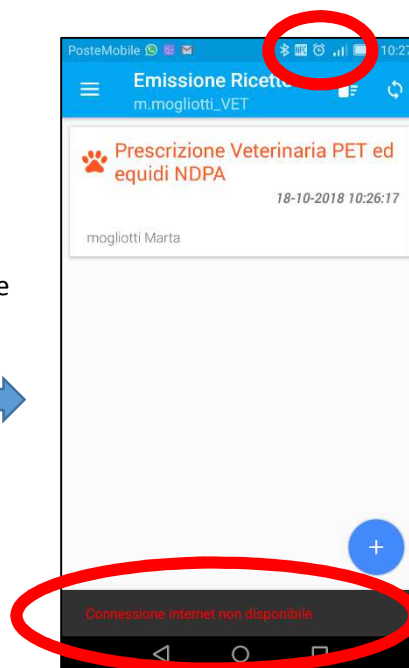 PosteMobile 10:27
Emissione Ricette
m.mogliotti_VET
Prescrizione Veterinaria PET ed
equidi NDPA
18-10-2018 10:26:17
mogliotti Marta
e
+
Connessione internet non disponibile